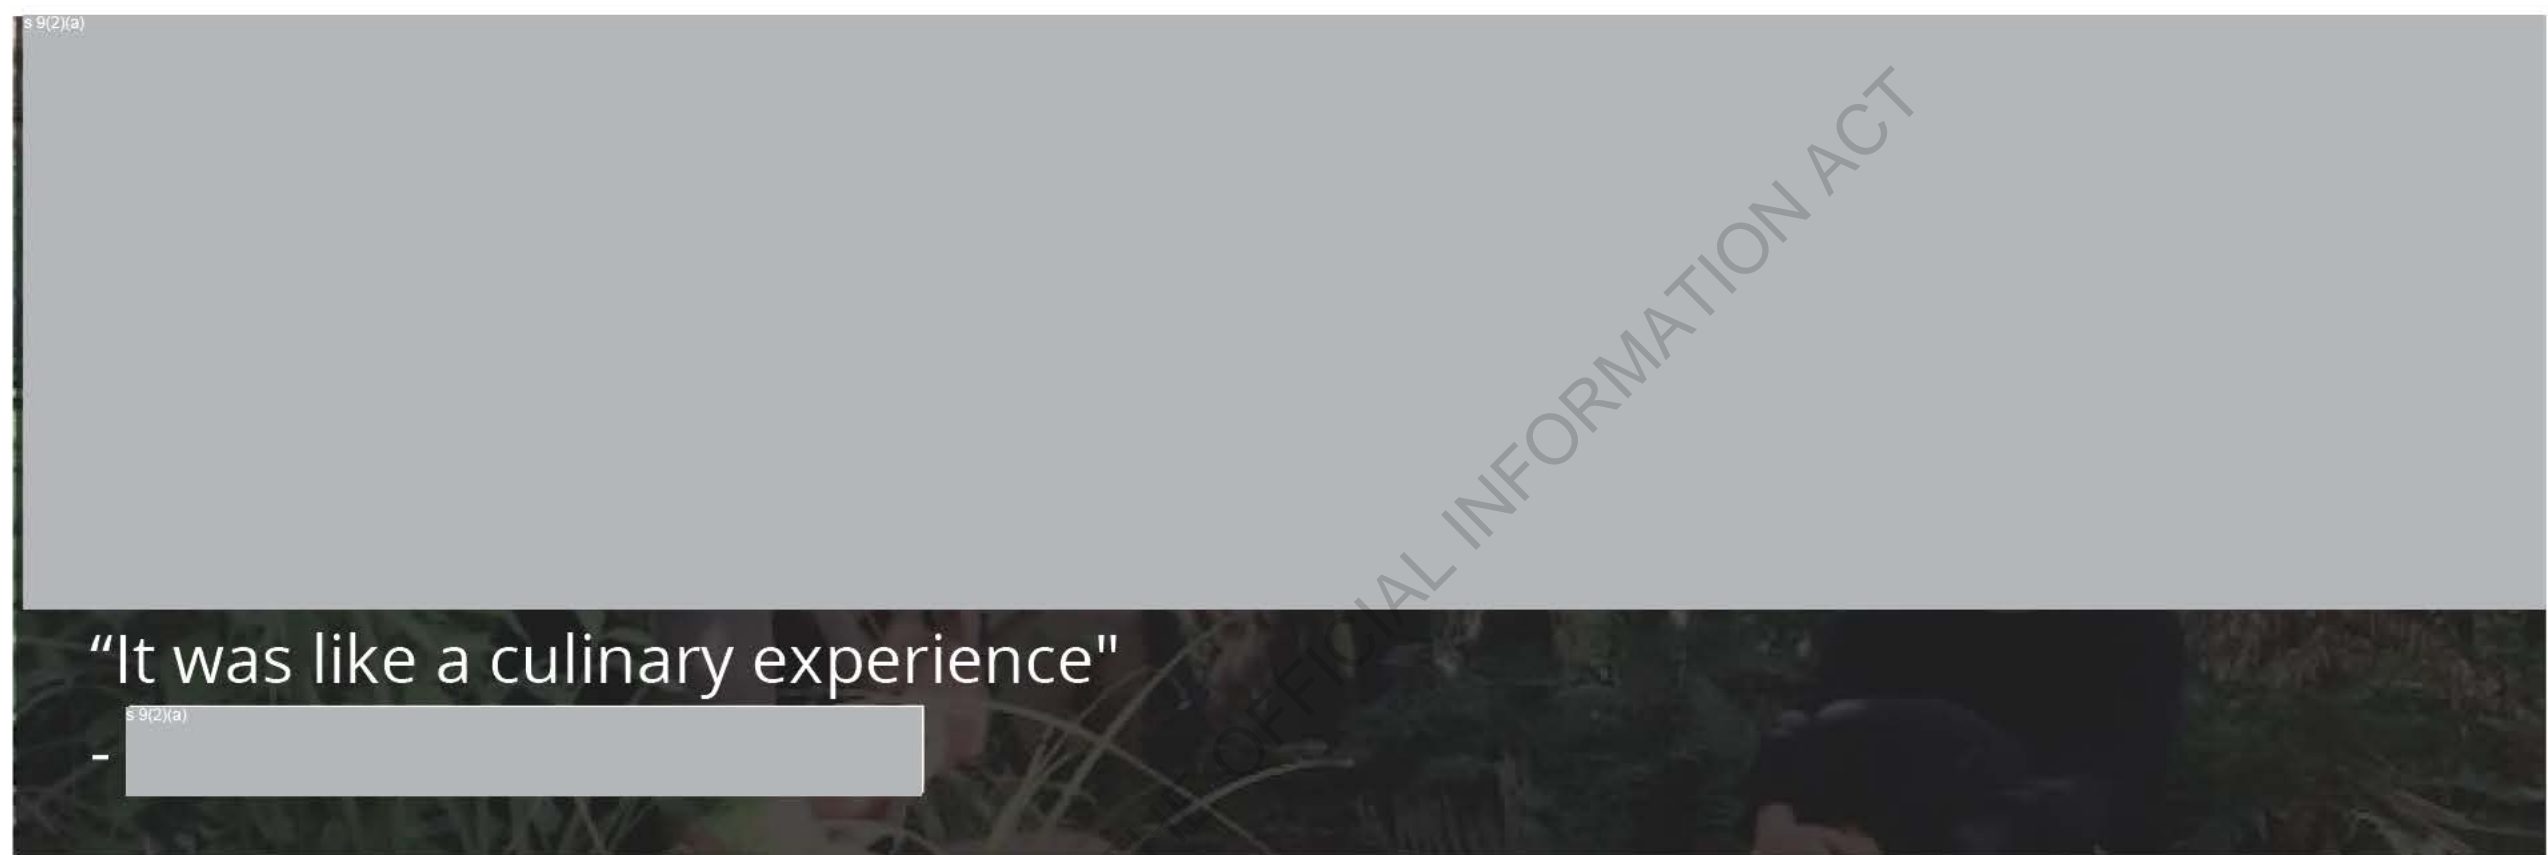 s 9(2)(a)
OFFICIAL INFORMATION ACT
“It was like a culinary experience"
s 9(2)(a)
-